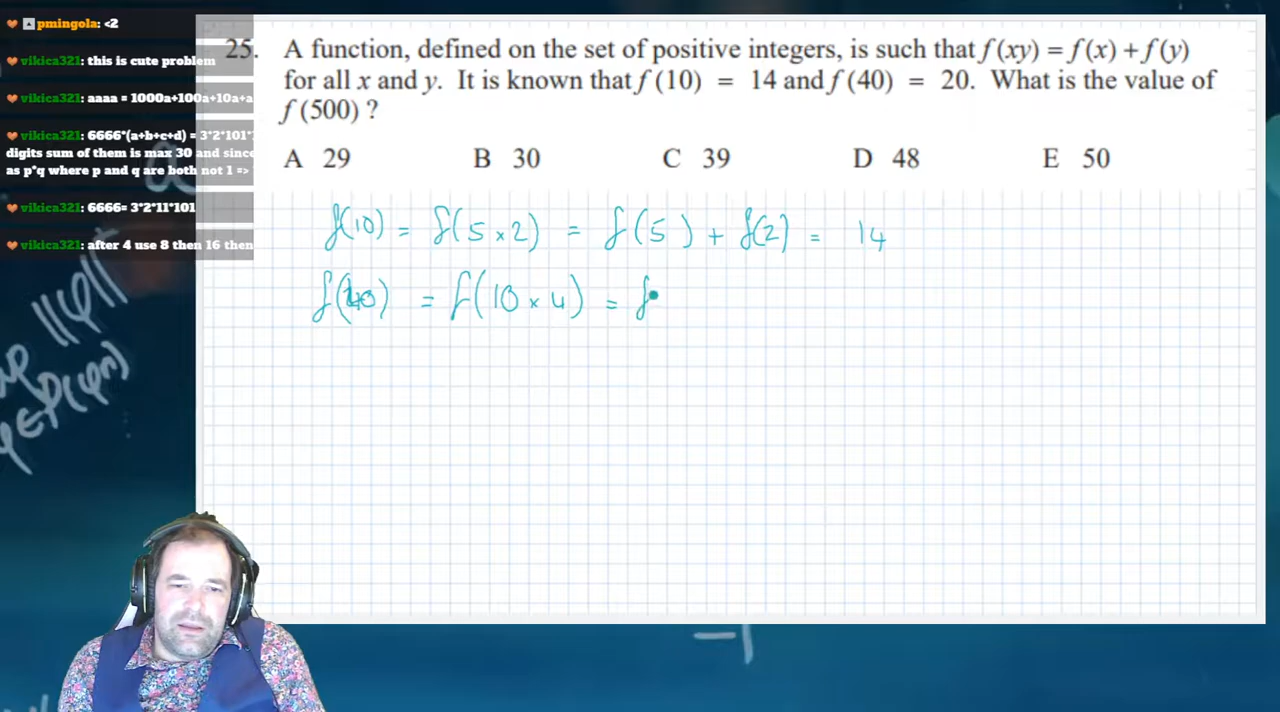 pmingola: <2
vikica321: this is cute problem
vikica321: aaaa = 1000a+100a+10a+a
vikica321: 6666*(a+b+c+d) = 3*2*101*
digits sum of them is max 30 and since
as p*q where p and q are both not 1 =>
vikica321: 6666= 3*2*11*101
vikica321: after 4 use 8 then 16 then
25. A function, defined on the set of positive integers, is such that f(xy) = f(x) + f(y)
for all x and y. It is known that f(10) = 14 and f(40) = 20. What is the value of
f(500) ?
A 29 B 30 C 39 D 48 E 50
f(10) = f(5 × 2) = f(5) + f(2) = 14
f(40) = f(10 × 4) = f
||φ||
φ∈P(φⁿ)
-1